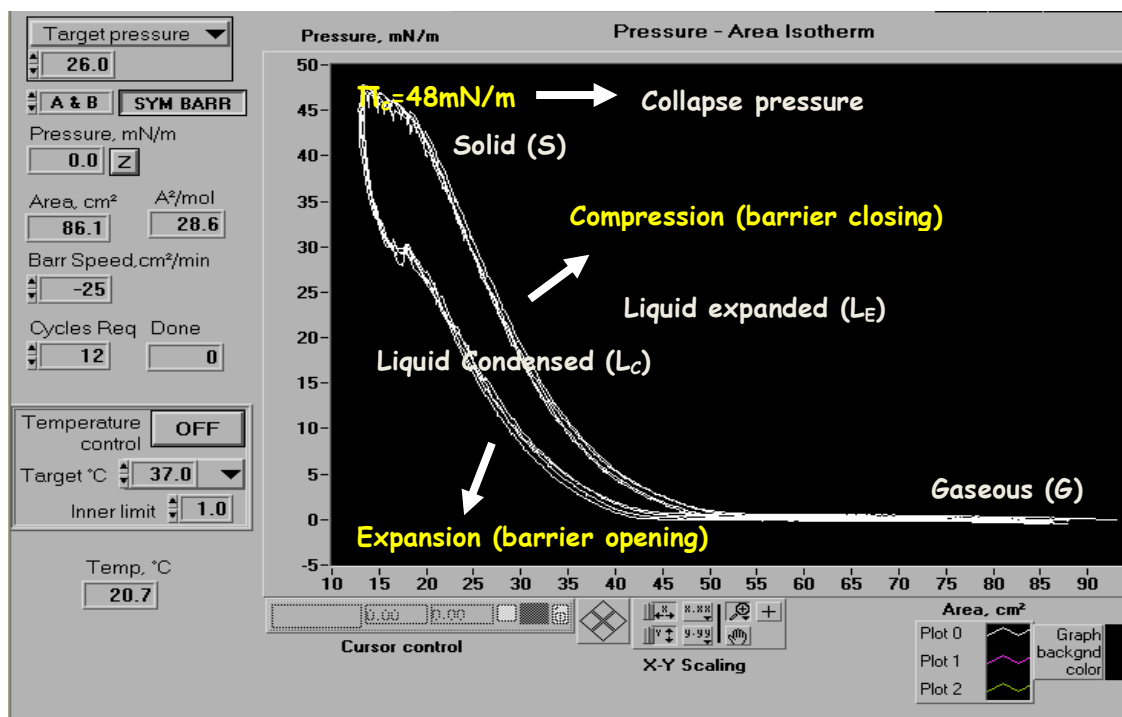 Target pressure
26.0
A & B SYM BARR
Pressure, mN/m
0.0 Z
Area, cm² A²/mol
86.1 28.6
Barr Speed,cm²/min
-25
Cycles Req Done
12 0
Temperature control OFF
Target °C 37.0
Inner limit 1.0
Temp, °C
20.7
Pressure, mN/m Pressure - Area Isotherm
50
45
40
35
30
25
20
15
10
5
0
-5
=48mN/m Collapse pressure
Solid (S)
Compression (barrier closing)
Liquid expanded (LE)
Liquid Condensed (LC)
Gaseous (G)
Expansion (barrier opening)
10 15 20 25 30 35 40 45 50 55 60 65 70 75 80 85 90
Area, cm²
0.00 0.00
Cursor control
X x.xx
Y y.yy
X-Y Scaling
Plot 0
Plot 1
Plot 2
Graph
backgnd
color